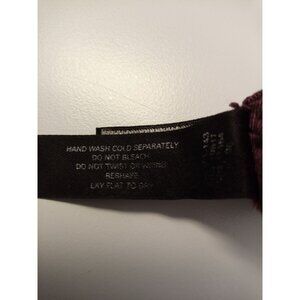 HAND WASH COLD SEPARATELY
DO NOT BLEACH
DO NOT TWIST OR WRING
RESHAPE
LAY FLAT TO DRY